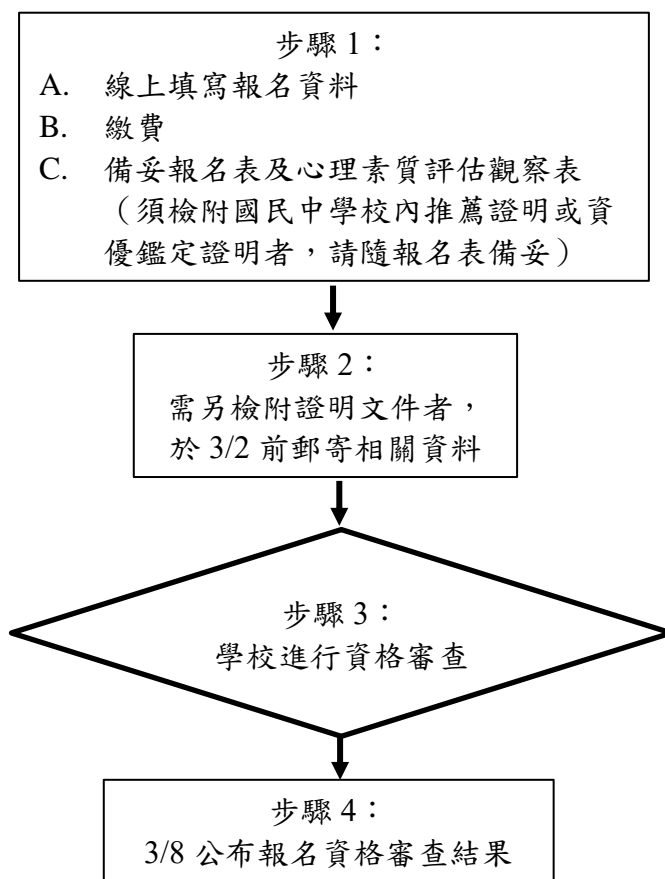 步驟 1：
A. 線上填寫報名資料
B. 繳費
C. 備妥報名表及心理素質評估觀察表
（須檢附國民中學校內推薦證明或資
優鑑定證明者，請隨報名表備妥）
步驟 2：
需另檢附證明文件者，
於 3/2 前郵寄相關資料
步驟 3：
學校進行資格審查
步驟 4：
3/8 公布報名資格審查結果